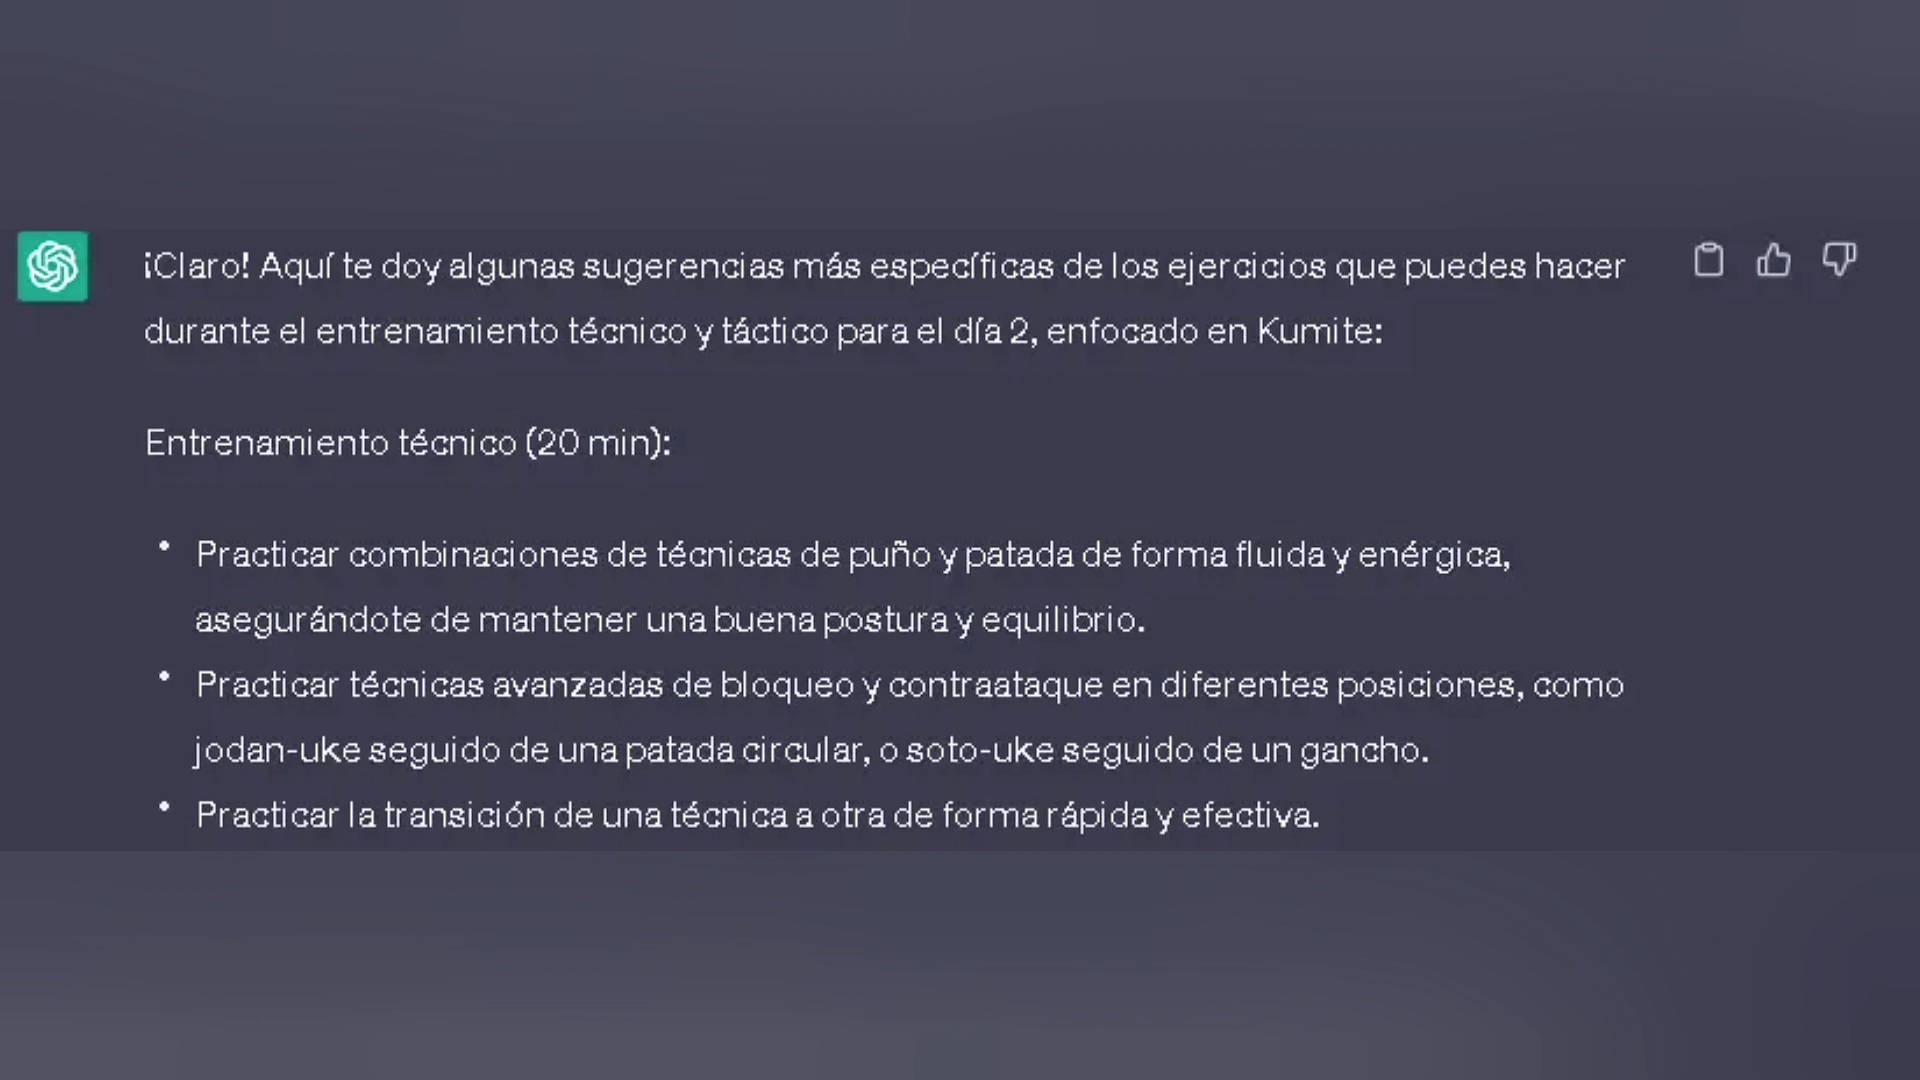 ¡Claro! Aquí te doy algunas sugerencias más específicas de los ejercicios que puedes hacer
durante el entrenamiento técnico y táctico para el día 2, enfocado en Kumite:
Entrenamiento técnico (20 min):
• Practicar combinaciones de técnicas de puño y patada de forma fluida y enérgica,
asegurándote de mantener una buena postura y equilibrio.
• Practicar técnicas avanzadas de bloqueo y contraataque en diferentes posiciones, como
jodan-uke seguido de una patada circular, o soto-uke seguido de un gancho.
• Practicar la transición de una técnica a otra de forma rápida y efectiva.